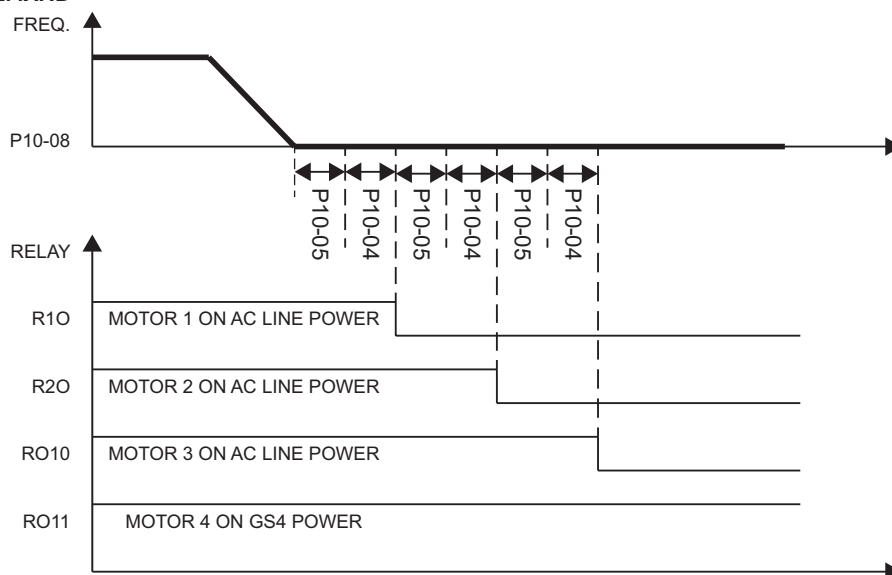 FREQ.
P10-08
P10-05
P10-04
P10-05
P10-04
P10-05
P10-04
RELAY
R1O
MOTOR 1 ON AC LINE POWER
R2O
MOTOR 2 ON AC LINE POWER
RO10
MOTOR 3 ON AC LINE POWER
RO11
MOTOR 4 ON GS4 POWER